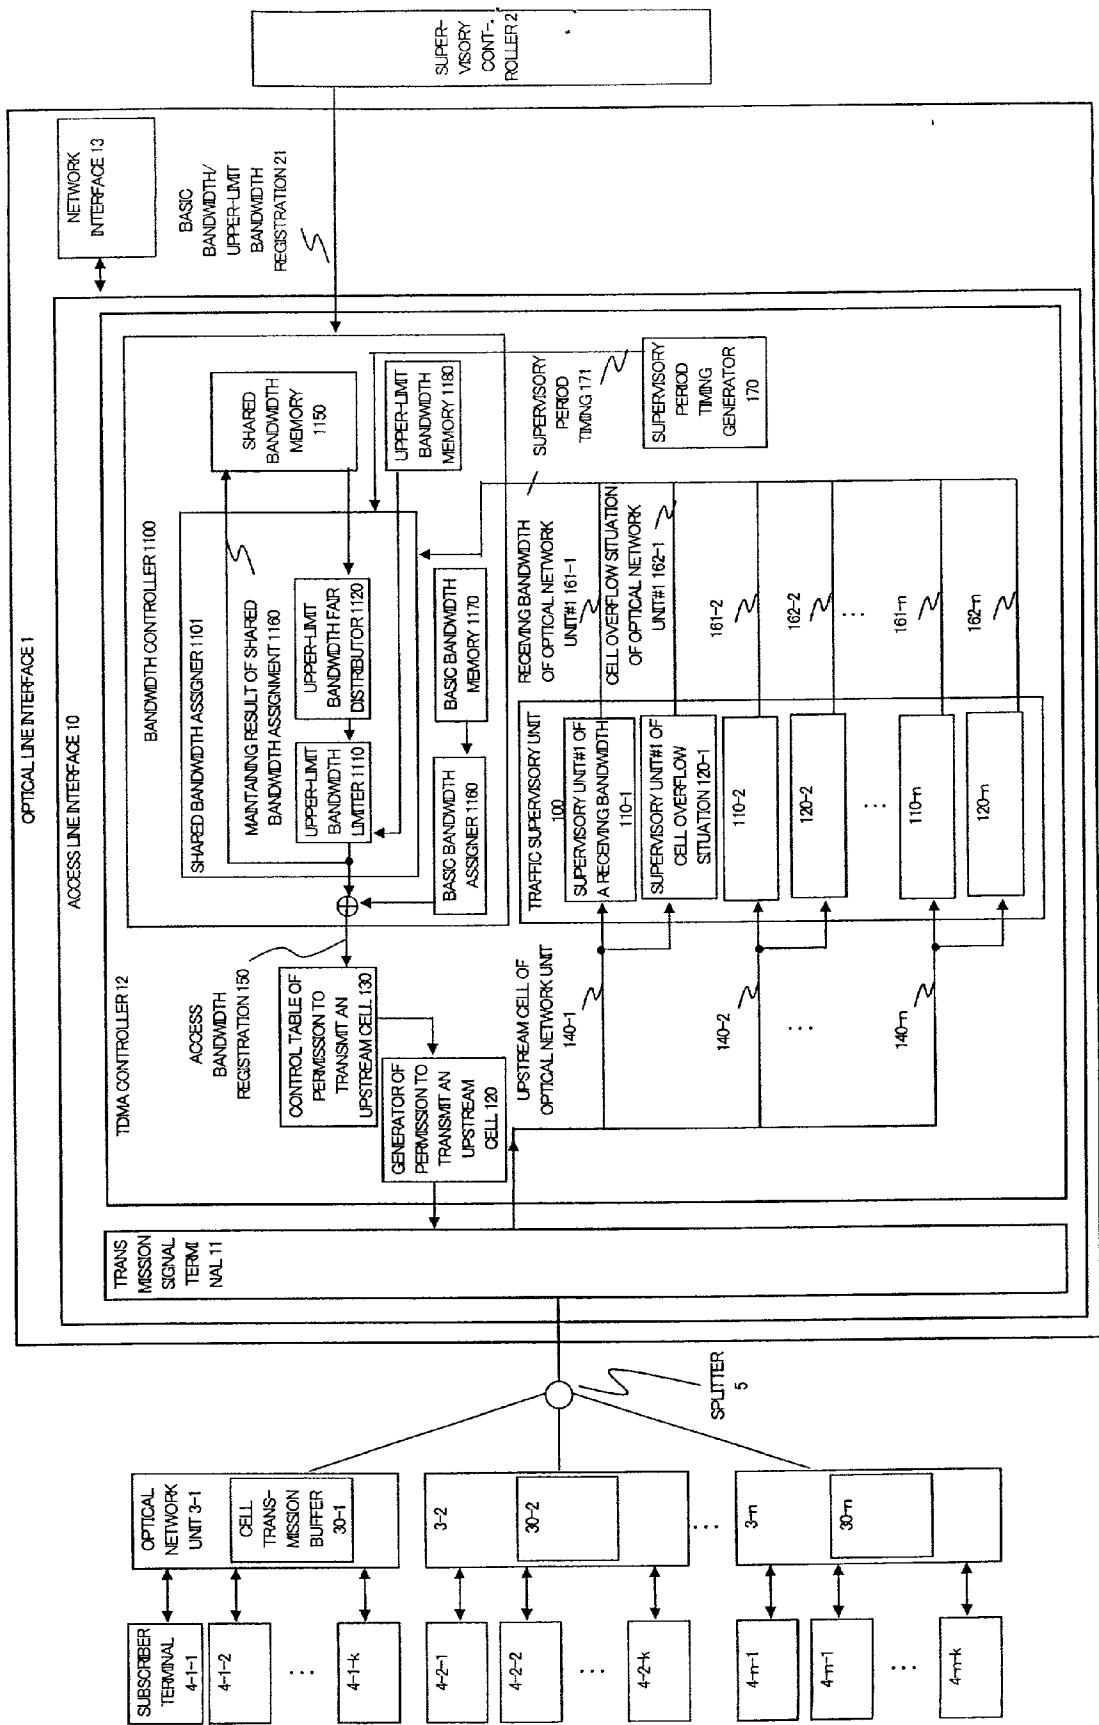 SUBSCRIBER
TERMINAL
4-1-1
4-1-2
...
4-1-k
4-2-1
4-2-2
...
4-2-k
4-n-1
4-n-1
...
4-n-k
OPTICAL
NETWORK
UNIT 3-1
CELL
TRANS-
MISSION
BUFFER
30-1
3-2
30-2
...
3-n
30-n
SPLITTER
5
OPTICAL LINE INTERFACE 1
ACCESS LINE INTERFACE 10
TRANS
MISSION
SIGNAL
TERMI
NAL 11
TDMA CONTROLLER 12
ACCESS
BANDWIDTH
REGISTRATION 150
CONTROL TABLE OF
PERMISSION TO
TRANSMIT AN
UPSTREAM CELL 130
GENERATOR OF
PERMISSION TO
TRANSMIT AN
UPSTREAM
CELL 120
UPSTREAM CELL OF
OPTICAL NETWORK UNIT
140-1
140-2
...
140-n
BANDWIDTH CONTROLLER 1100
SHARED BANDWIDTH ASSIGNER 1101
MAINTAINING RESULT OF SHARED
BANDWIDTH ASSIGNMENT 1160
UPPER-LIMIT
BANDWIDTH
LIMITER 1110
UPPER-LIMIT
BANDWIDTH FAIR
DISTRIBUTOR 1120
SHARED
BANDWIDTH
MEMORY
1150
UPPER-LIMIT
BANDWIDTH
MEMORY 1180
BASIC BANDWIDTH
ASSIGNER 1160
BASIC BANDWIDTH
MEMORY 1170
TRAFFIC SUPERVISORY UNIT
100
SUPERVISORY UNIT#1 OF
A RECEIVING BANDWIDTH
110-1
SUPERVISORY UNIT#1 OF
CELL OVERFLOW
SITUATION 120-1
110-2
120-2
...
110-n
120-n
RECEIVING BANDWIDTH
OF OPTICAL NETWORK
UNIT#1 161-1
CELL OVERFLOW SITUATION
OF OPTICAL NETWORK
UNIT#1 162-1
161-2
162-2
...
161-n
162-n
SUPERVISORY
PERIOD
TIMING 171
SUPERVISORY
PERIOD
TIMING
GENERATOR
170
NETWORK
INTERFACE 13
BASIC
BANDWIDTH/
UPPER-LIMIT
BANDWIDTH
REGISTRATION 21
SUPER-
VISORY
CONT-
ROLLER 2